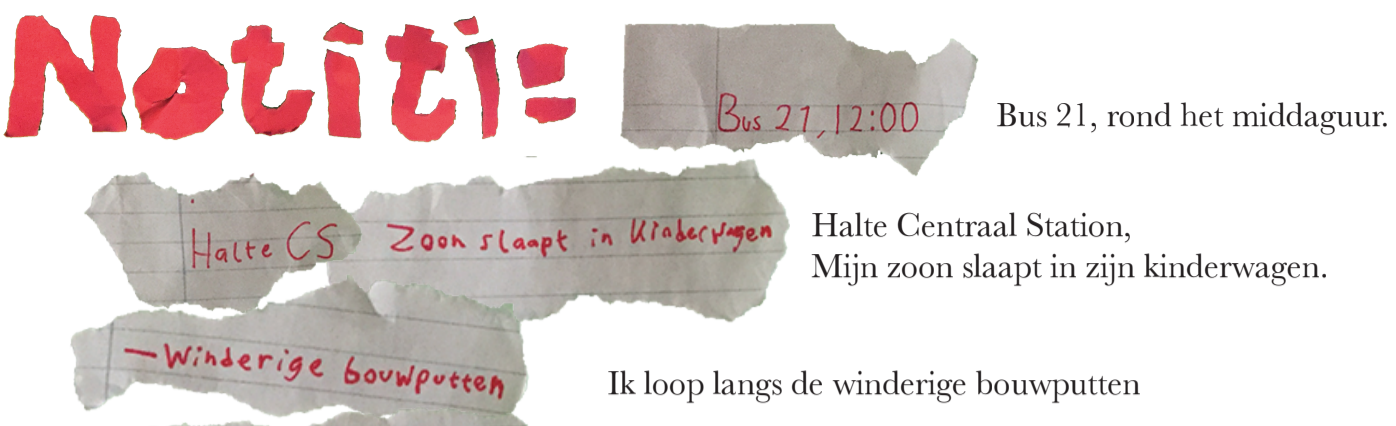 Notiti=
Bus 21, 12:00
Bus 21, rond het middaguur.
Halte CS
Zoon slaapt in kinderwagen
Halte Centraal Station,
Mijn zoon slaapt in zijn kinderwagen.
— Winderige bouwputten
Ik loop langs de winderige bouwputten